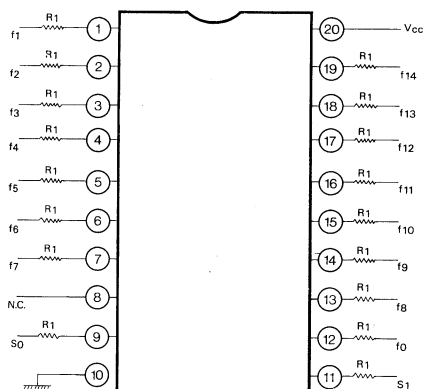 R1 1 20 Vcc
f1
R1 2 19 R1
f2 f14
R1 3 18 R1
f3 f13
R1 4 17 R1
f4 f12
R1 5 16 R1
f5 f11
R1 6 15 R1
f6 f10
R1 7 14 R1
f7 f9
8 13 R1
N.C. f8
R1 9 12 R1
S0 f0
10 11 R1
S1